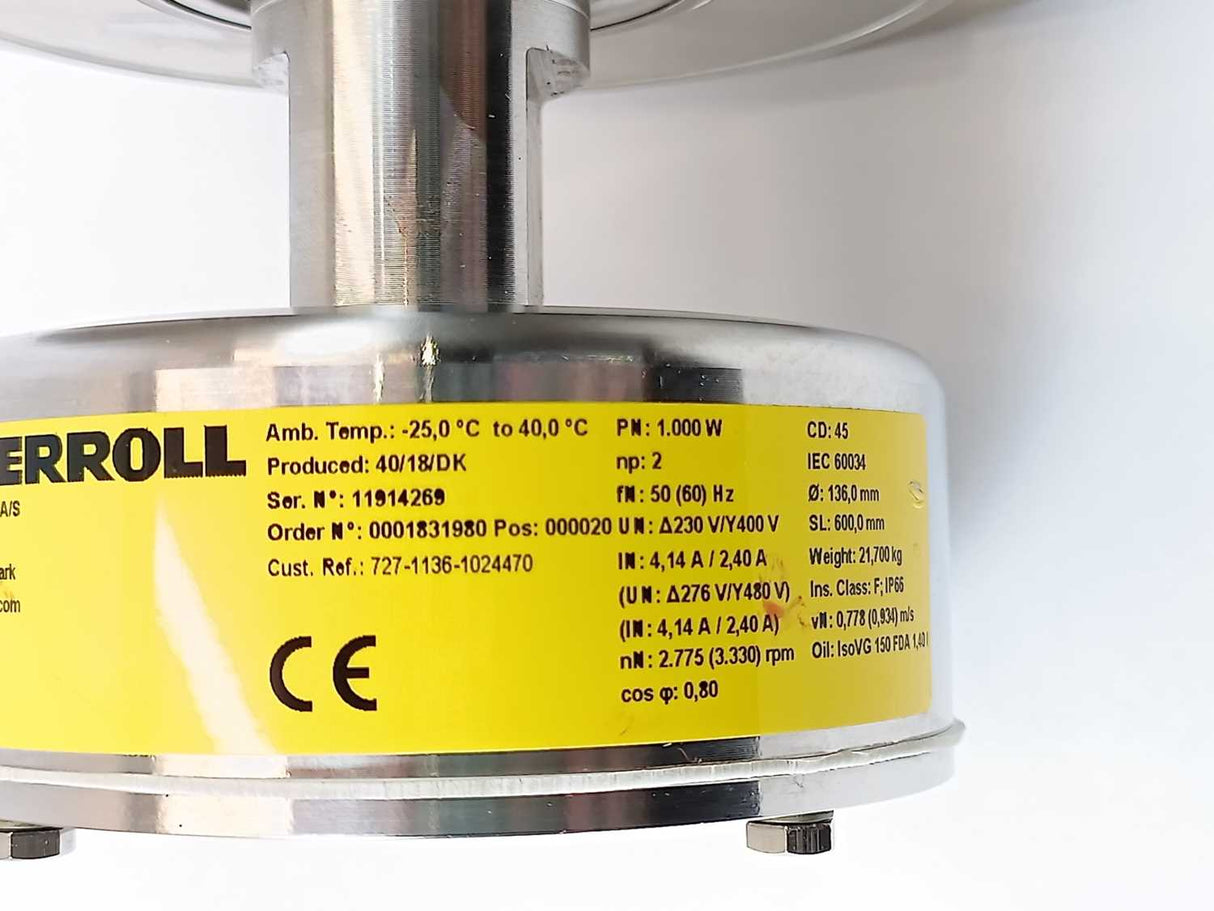 ERROLL
A/S
ark
com
Amb. Temp.: -25,0 °C to 40,0 °C
Produced: 40/18/DK
Ser. N°: 11914269
Order N°: 0001831980 Pos: 000020
Cust. Ref.: 727-1136-1024470
CE
PN: 1.000 W
np: 2
fN: 50 (60) Hz
UN: Δ230 V/Y400 V
IN: 4,14 A / 2,40 A
(UN: Δ276 V/Y480 V)
(IN: 4,14 A / 2,40 A)
nN: 2.775 (3.330) rpm
cos φ: 0,80
CD: 45
IEC 60034
Ø: 136,0 mm
SL: 600,0 mm
Weight: 21,700 kg
Ins. Class: F; IP66
vN: 0,778 (0,934) m/s
Oil: IsoVG 150 FDA 1,40 l